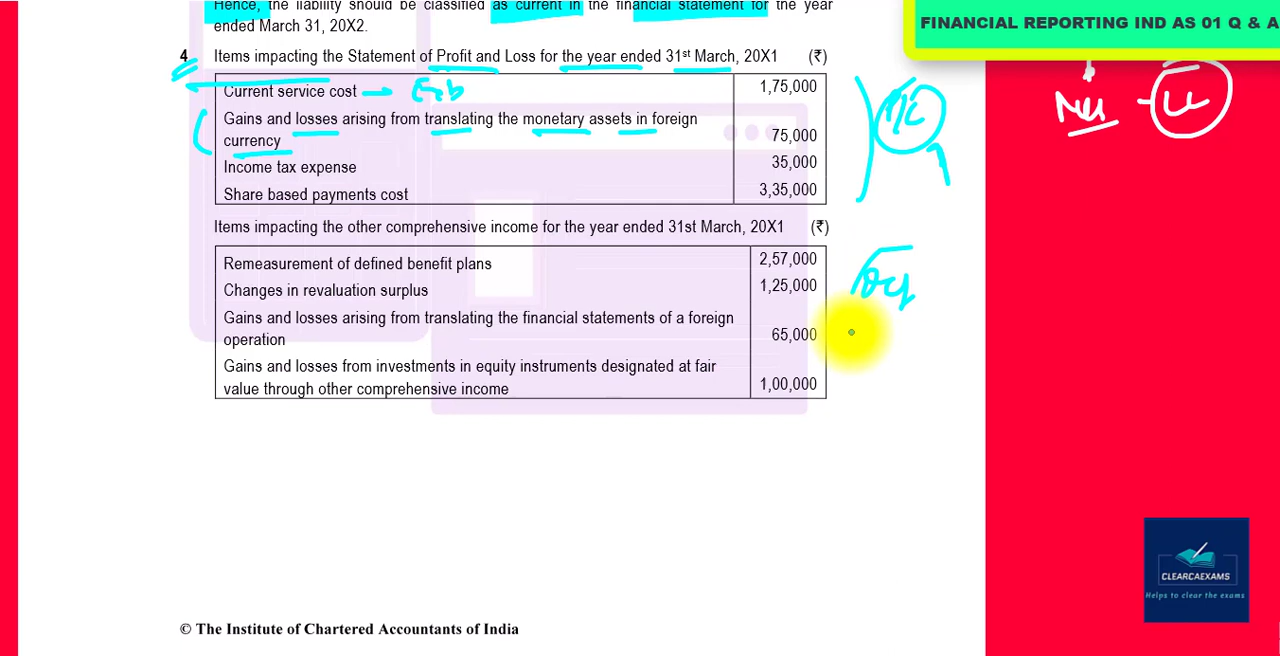 Hence, the liability should be classified as current in the financial statement for the year
ended March 31, 20X2.
FINANCIAL REPORTING IND AS 01 Q & A
4 Items impacting the Statement of Profit and Loss for the year ended 31st March, 20X1 (₹)
Current service cost 1,75,000
Gains and losses arising from translating the monetary assets in foreign
currency 75,000
Income tax expense 35,000
Share based payments cost 3,35,000
P/L
Items impacting the other comprehensive income for the year ended 31st March, 20X1 (₹)
Remeasurement of defined benefit plans 2,57,000
Changes in revaluation surplus 1,25,000
Gains and losses arising from translating the financial statements of a foreign
operation 65,000
Gains and losses from investments in equity instruments designated at fair
value through other comprehensive income 1,00,000
CLEARCAEXAMS
Helps to clear the exams
© The Institute of Chartered Accountants of India